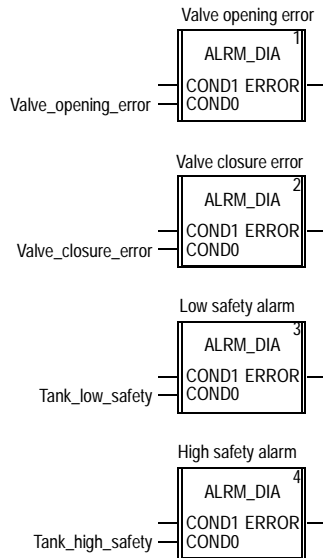 Valve opening error
1
ALRM_DIA
COND1 ERROR
Valve_opening_error COND0
Valve closure error
2
ALRM_DIA
COND1 ERROR
Valve_closure_error COND0
Low safety alarm
3
ALRM_DIA
COND1 ERROR
Tank_low_safety COND0
High safety alarm
4
ALRM_DIA
COND1 ERROR
Tank_high_safety COND0